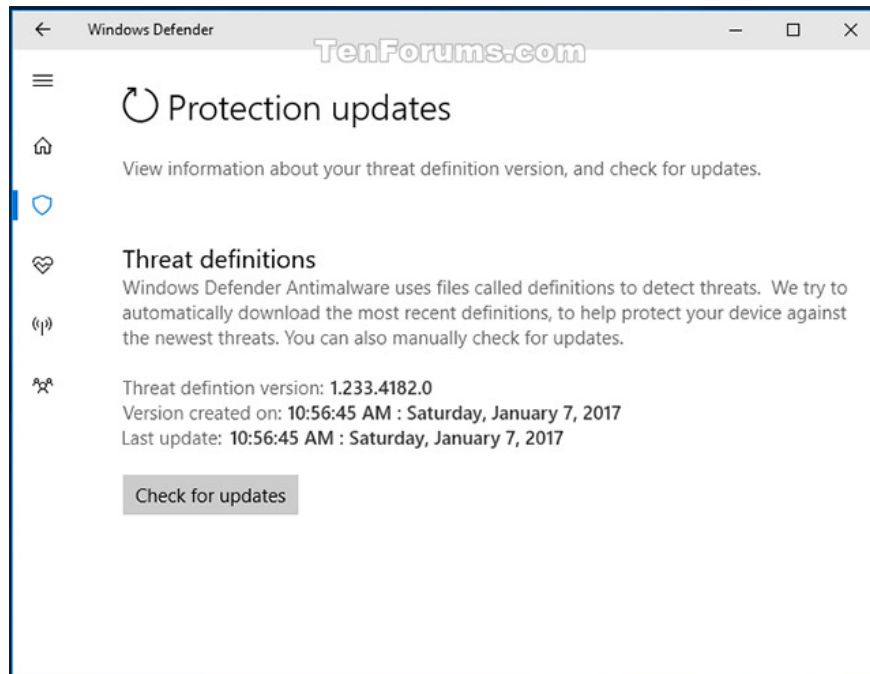 Windows Defender
TenForums.com
Protection updates
View information about your threat definition version, and check for updates.
Threat definitions
Windows Defender Antimalware uses files called definitions to detect threats.  We try to
automatically download the most recent definitions, to help protect your device against
the newest threats. You can also manually check for updates.
Threat defintion version: 1.233.4182.0
Version created on: 10:56:45 AM : Saturday, January 7, 2017
Last update: 10:56:45 AM : Saturday, January 7, 2017
Check for updates